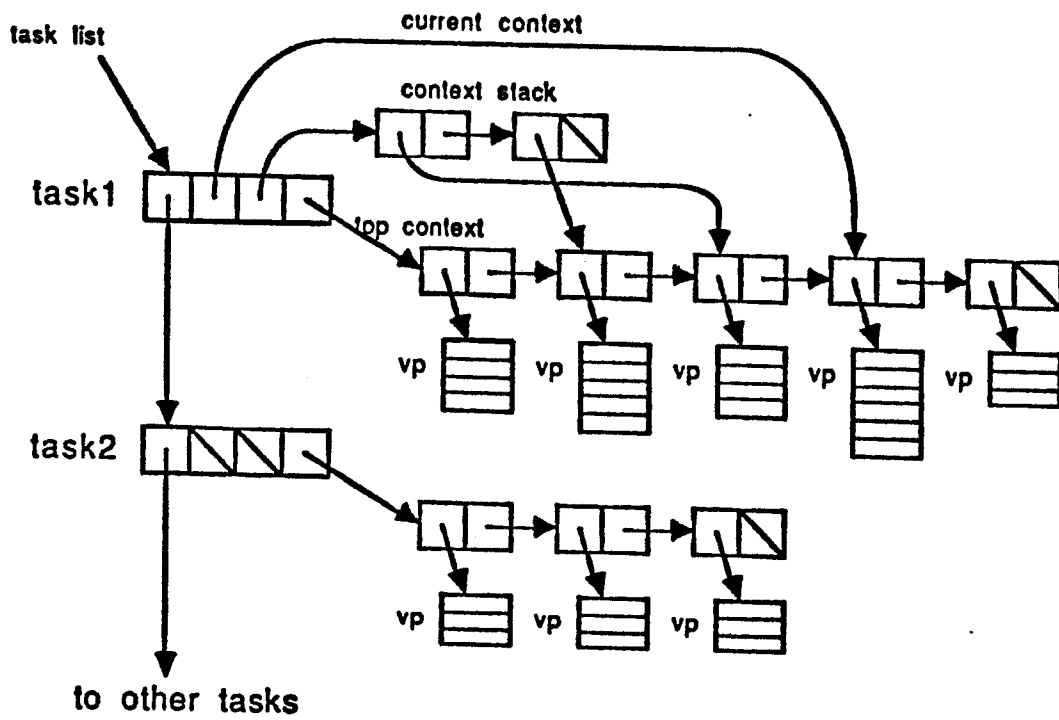 current context
task list
context stack
task1
top context
vp
vp
vp
vp
vp
task2
vp
vp
vp
to other tasks